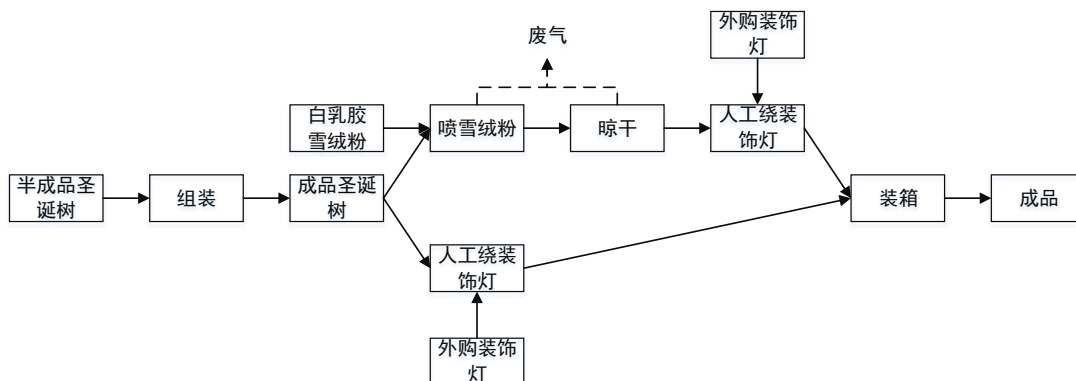 废气
外购装饰
灯
白乳胶
雪绒粉
喷雪绒粉
晾干
人工绕装
饰灯
半成品圣
诞树
组装
成品圣诞
树
人工绕装
饰灯
装箱
成品
外购装饰
灯